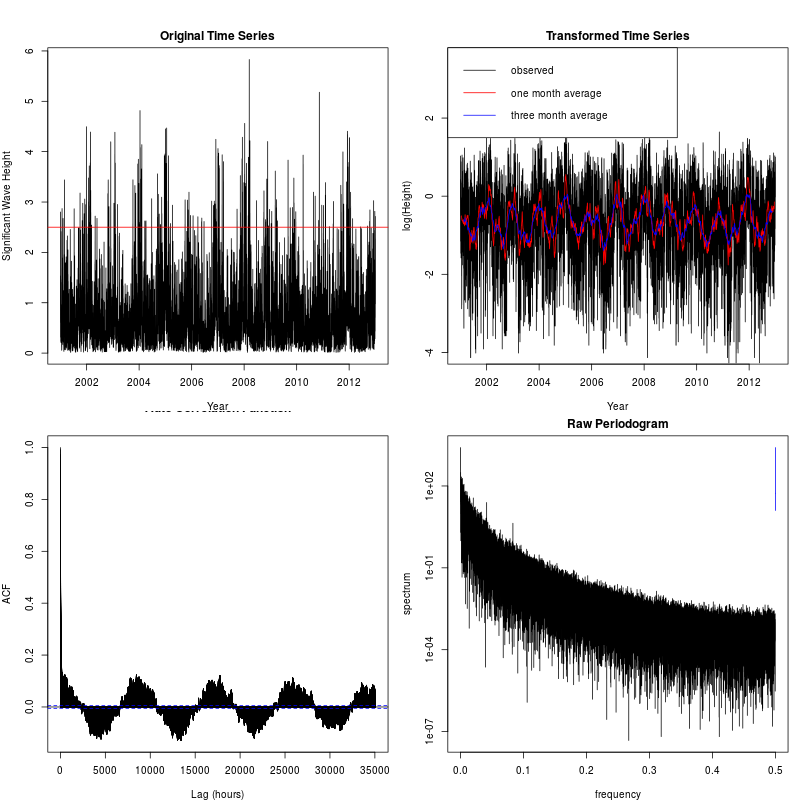 Original Time Series
Significant Wave Height
0 1 2 3 4 5 6
2002 2004 2006 2008 2010 2012
Year
Transformed Time Series
observed
one month average
three month average
log(Height)
-4 -2 0 2
2002 2004 2006 2008 2010 2012
Year
ACF
0.0 0.2 0.4 0.6 0.8 1.0
0 5000 10000 15000 20000 25000 30000 35000
Lag (hours)
Raw Periodogram
spectrum
1e-07 1e-04 1e-01 1e+02
0.0 0.1 0.2 0.3 0.4 0.5
frequency